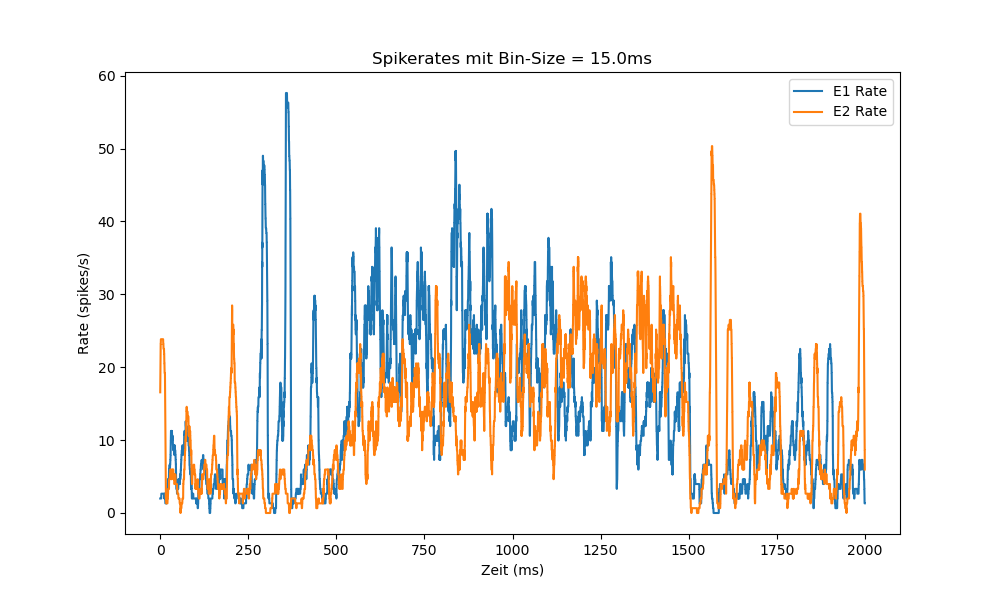 Spikerates mit Bin-Size = 15.0ms
60
50
40
30
20
10
0
Rate (spikes/s)
E1 Rate
E2 Rate
0 250 500 750 1000 1250 1500 1750 2000
Zeit (ms)